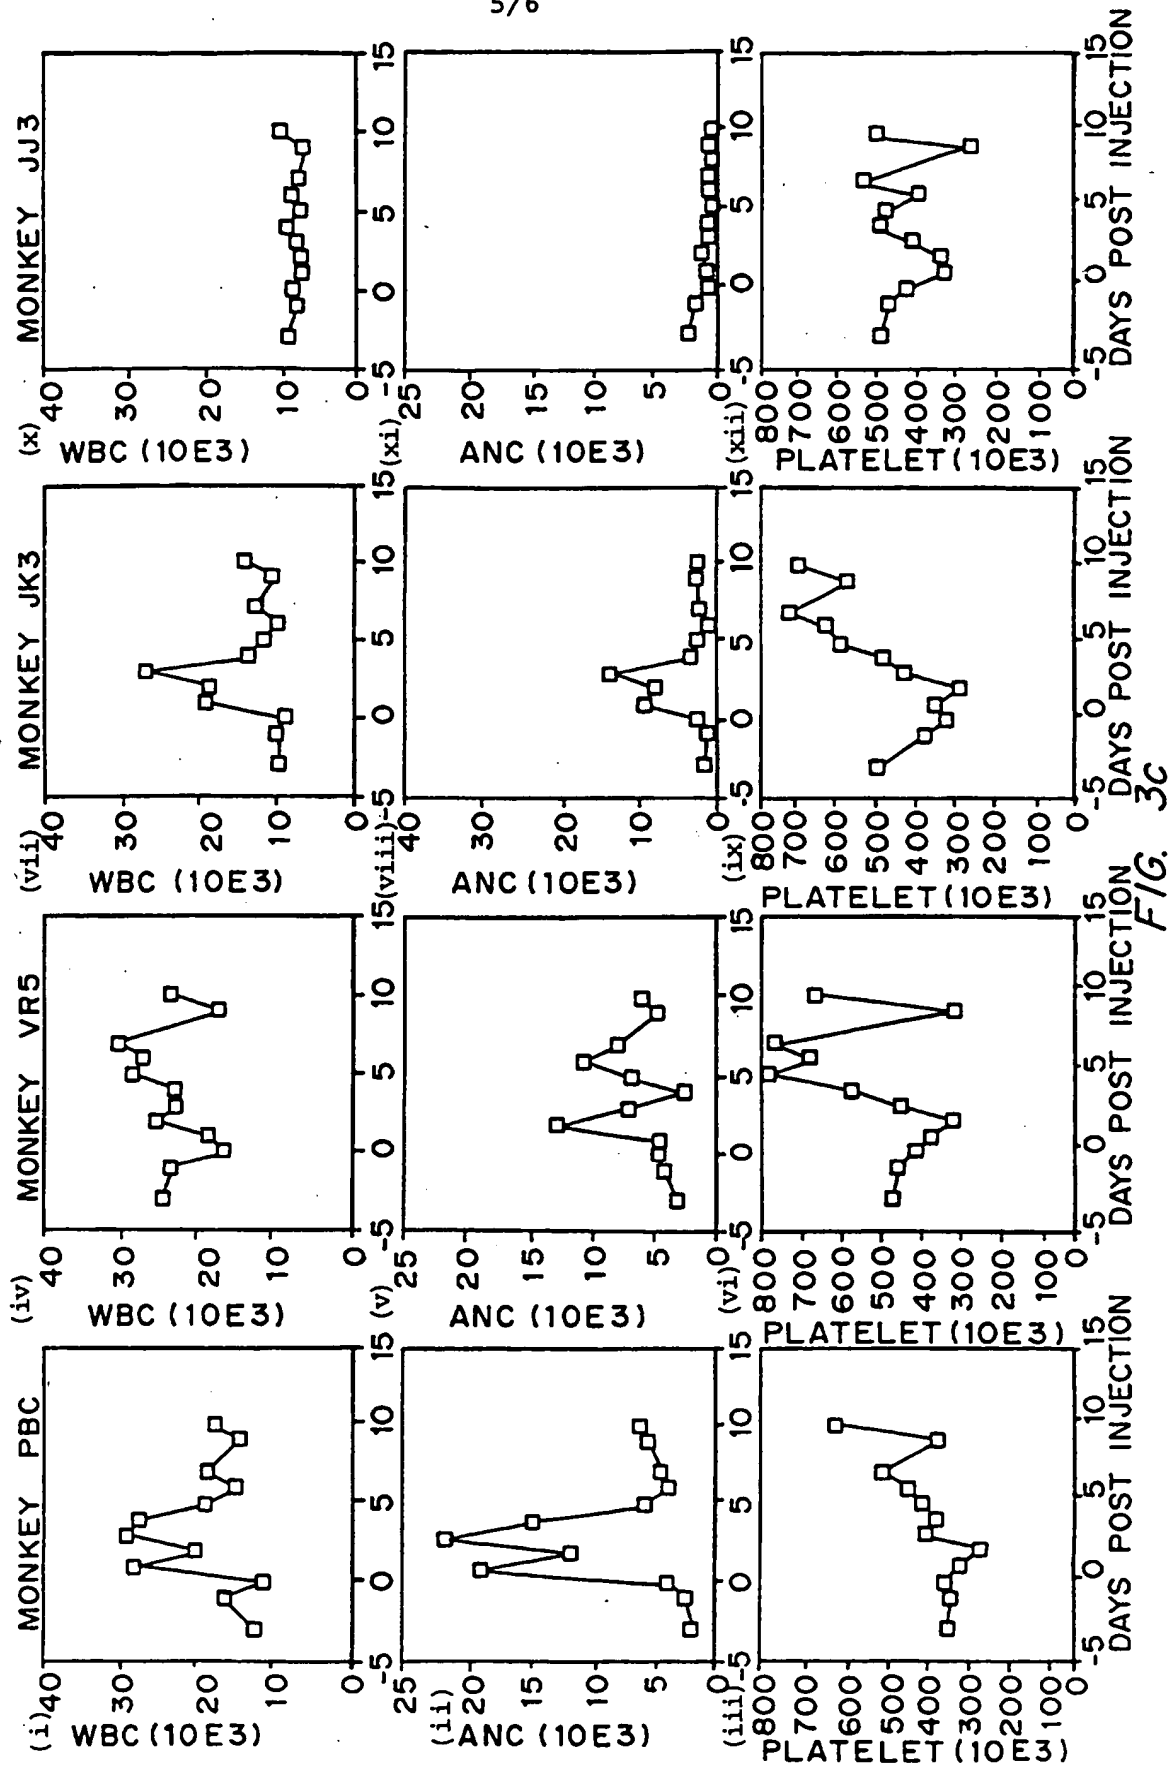 5/6
MONKEY PBC
(i)
WBC (10E3)
40
30
20
10
0
-5 0 5 10 15
(ii)
ANC (10E3)
25
20
15
10
5
0
-5 0 5 10 15
(iii)
PLATELET (10E3)
800
700
600
500
400
300
200
100
0
-5 0 5 10 15
DAYS POST INJECTION
MONKEY VR5
(iv)
WBC (10E3)
40
30
20
10
0
-5 0 5 10 15
(v)
ANC (10E3)
25
20
15
10
5
0
-5 0 5 10 15
(vi)
PLATELET (10E3)
800
700
600
500
400
300
200
100
0
-5 0 5 10 15
DAYS POST INJECTION
MONKEY JK3
(vii)
WBC (10E3)
40
30
20
10
0
-5 0 5 10 15
(viii)
ANC (10E3)
40
30
20
10
0
-5 0 5 10 15
(ix)
PLATELET (10E3)
800
700
600
500
400
300
200
100
0
-5 0 5 10 15
DAYS POST INJECTION
MONKEY JJ3
(x)
WBC (10E3)
40
30
20
10
0
-5 0 5 10 15
(xi)
ANC (10E3)
25
20
15
10
5
0
-5 0 5 10 15
(xii)
PLATELET (10E3)
800
700
600
500
400
300
200
100
0
-5 0 5 10 15
DAYS POST INJECTION
FIG. 3C